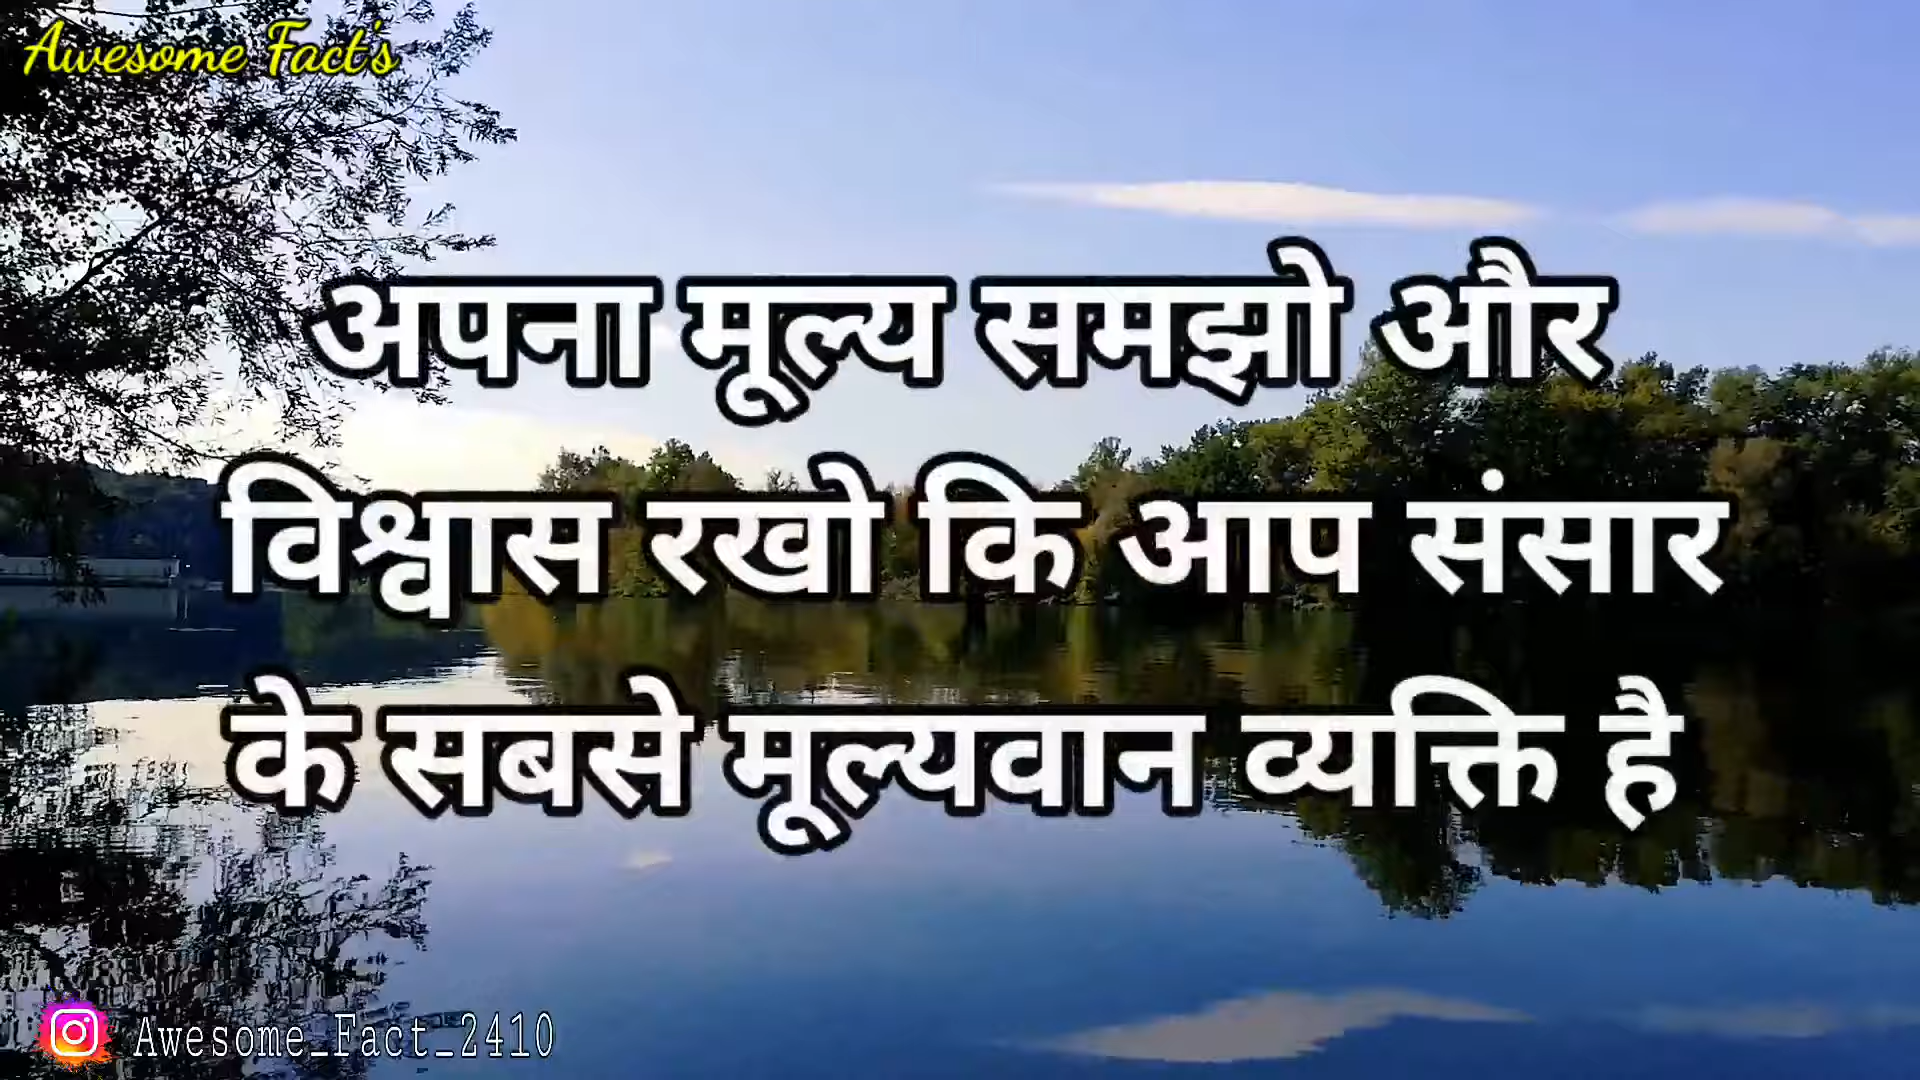 Awesome Fact's
अपना मूल्य समझो और
विश्वास रखो कि आप संसार
के सबसे मूल्यवान व्यक्ति है
Awesome_Fact_2410